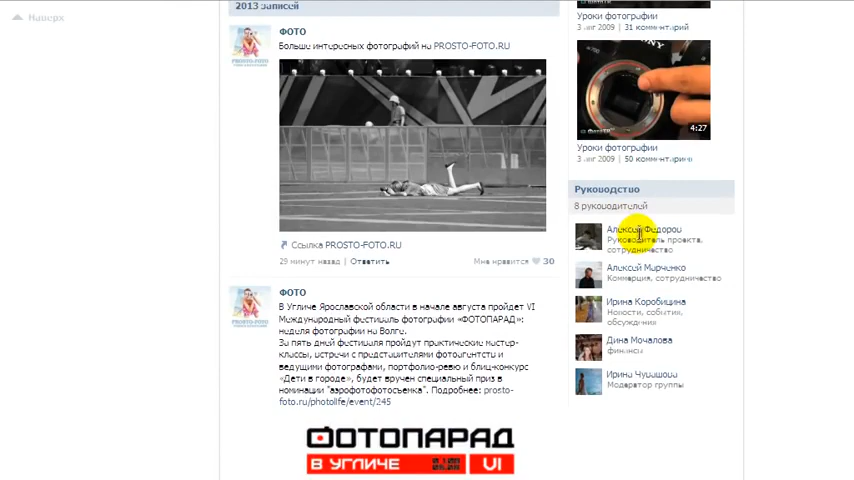 Наверх
2013 записей
ФОТО
Больше интересных фотографий на PROSTO-FOTO.RU
Ссылка PROSTO-FOTO.RU
29 минут назад | Ответить
Мне нравится 30
ФОТО
В Угличе Ярославской области в начале августа пройдет VI
Международный фестиваль фотографии «ФОТОПАРАД»:
неделя фотографии на Волге.
За пять дней фестиваля пройдут практические мастер-
классы, встречи с представителями фотоагентств и
ведущими фотографами, портфолио-ревю и блиц-конкурс
«Дети в городе», будет вручен специальный приз в
номинации "аэрофотофотосъемка". Подробнее: prosto-
foto.ru/photolife/event/245
ФОТОПАРАД
В УГЛИЧЕ
VI
Уроки фотографии
3 авг 2009 | 31 комментарий
SONY
4:27
Уроки фотографии
3 авг 2009 | 50 комментариев
Руководство
8 руководителей
Алексей Федоров
Руководитель проекта,
сотрудничество
Алексей Марченко
Коммерция, сотрудничество
Ирина Коробицина
Новости, события,
обсуждения
Дина Мочалова
финансы
Ирина Чурашова
Модератор группы